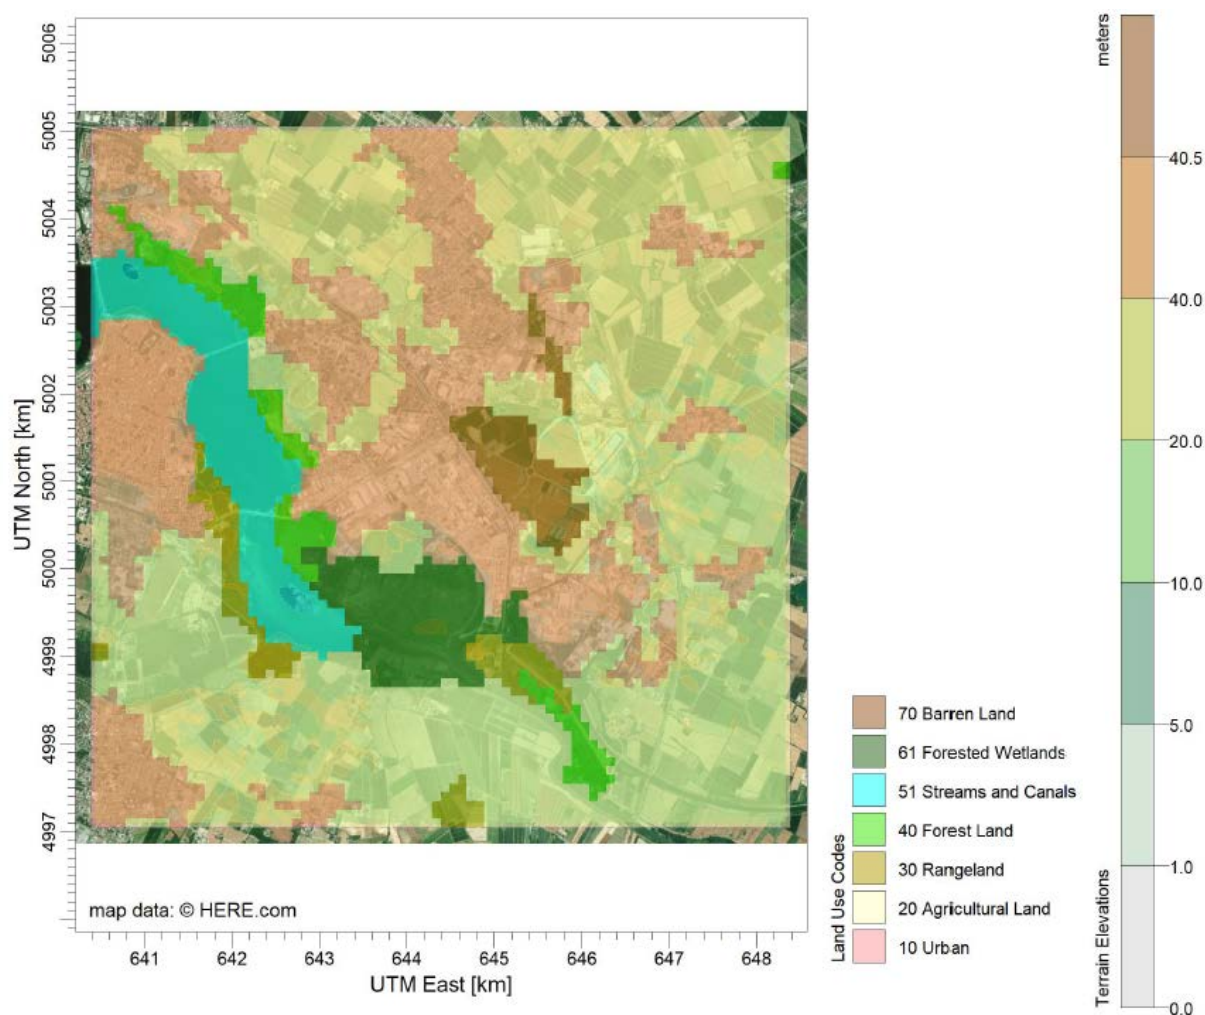 5006
5005
5004
5003
5002
5001
5000
4999
4998
4997
UTM North [km]
map data: © HERE.com
641 642 643 644 645 646 647 648
UTM East [km]
Land Use Codes
70 Barren Land
61 Forested Wetlands
51 Streams and Canals
40 Forest Land
30 Rangeland
20 Agricultural Land
10 Urban
meters
40.5
40.0
20.0
10.0
5.0
1.0
0.0
Terrain Elevations